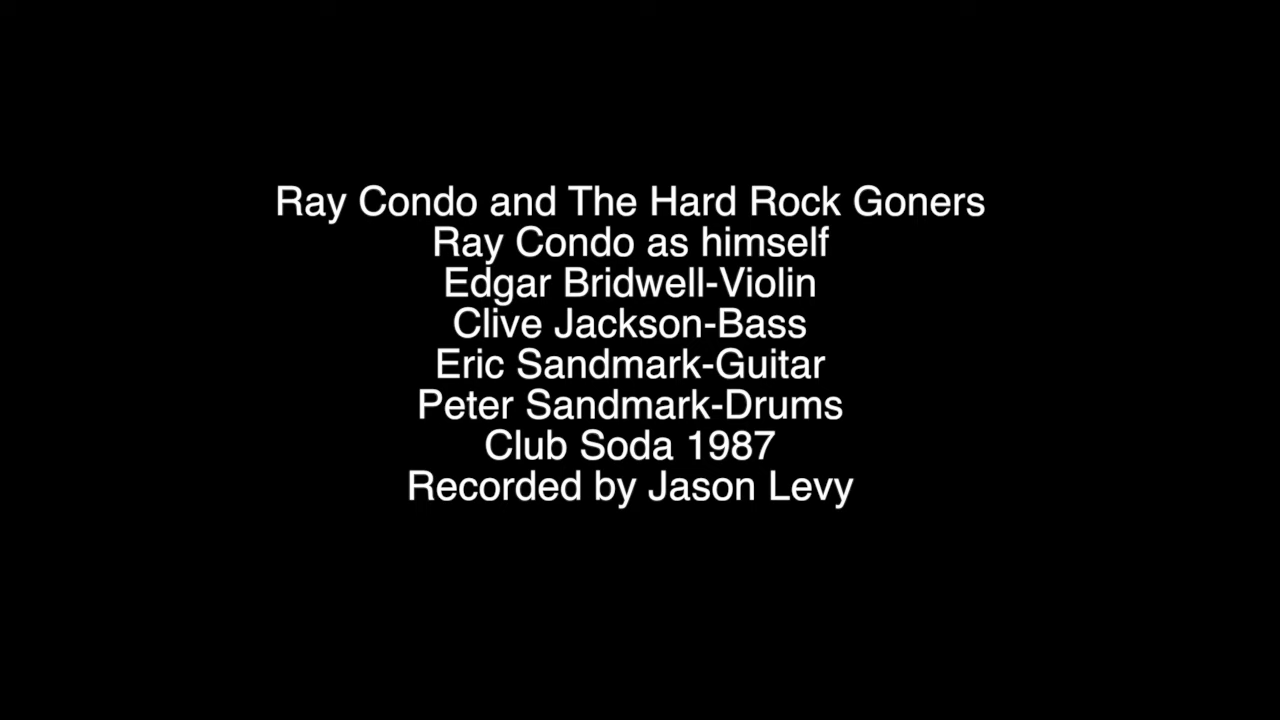 Ray Condo and The Hard Rock Goners
Ray Condo as himself
Edgar Bridwell-Violin
Clive Jackson-Bass
Eric Sandmark-Guitar
Peter Sandmark-Drums
Club Soda 1987
Recorded by Jason Levy